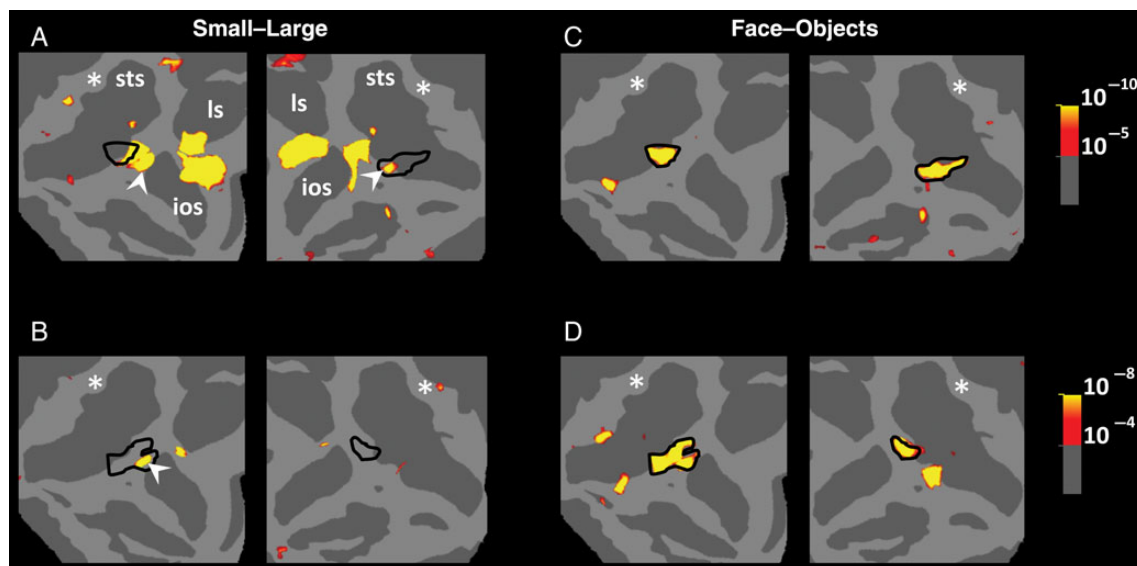 Small–Large
Face–Objects
A
C
sts
*
ls
ios
sts
*
ls
ios
*
*
10⁻¹⁰
10⁻⁵
B
D
*
*
*
*
10⁻⁸
10⁻⁴